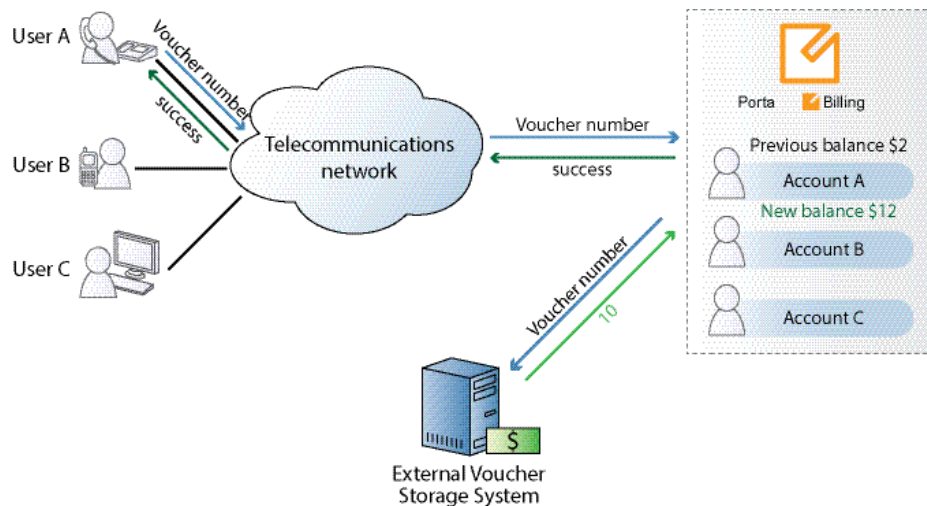 User A
Voucher number
success
User B
User C
Telecommunications
network
Voucher number
success
Porta Billing
Previous balance $2
Account A
New balance $12
Account B
Account C
Voucher number
10
$
External Voucher
Storage System